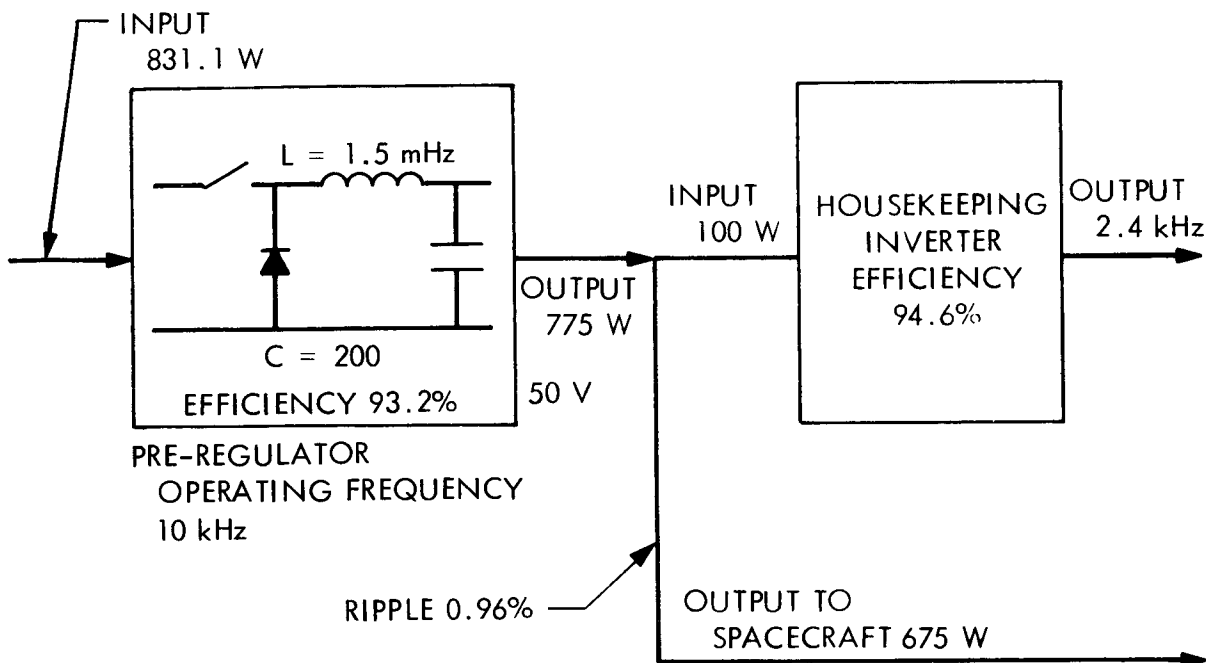 INPUT
831.1 W
L = 1.5 mHz
C = 200
EFFICIENCY 93.2%
PRE-REGULATOR
OPERATING FREQUENCY
10 kHz
OUTPUT
775 W
50 V
INPUT
100 W
HOUSEKEEPING
INVERTER
EFFICIENCY
94.6%
OUTPUT
2.4 kHz
RIPPLE 0.96%
OUTPUT TO
SPACECRAFT 675 W